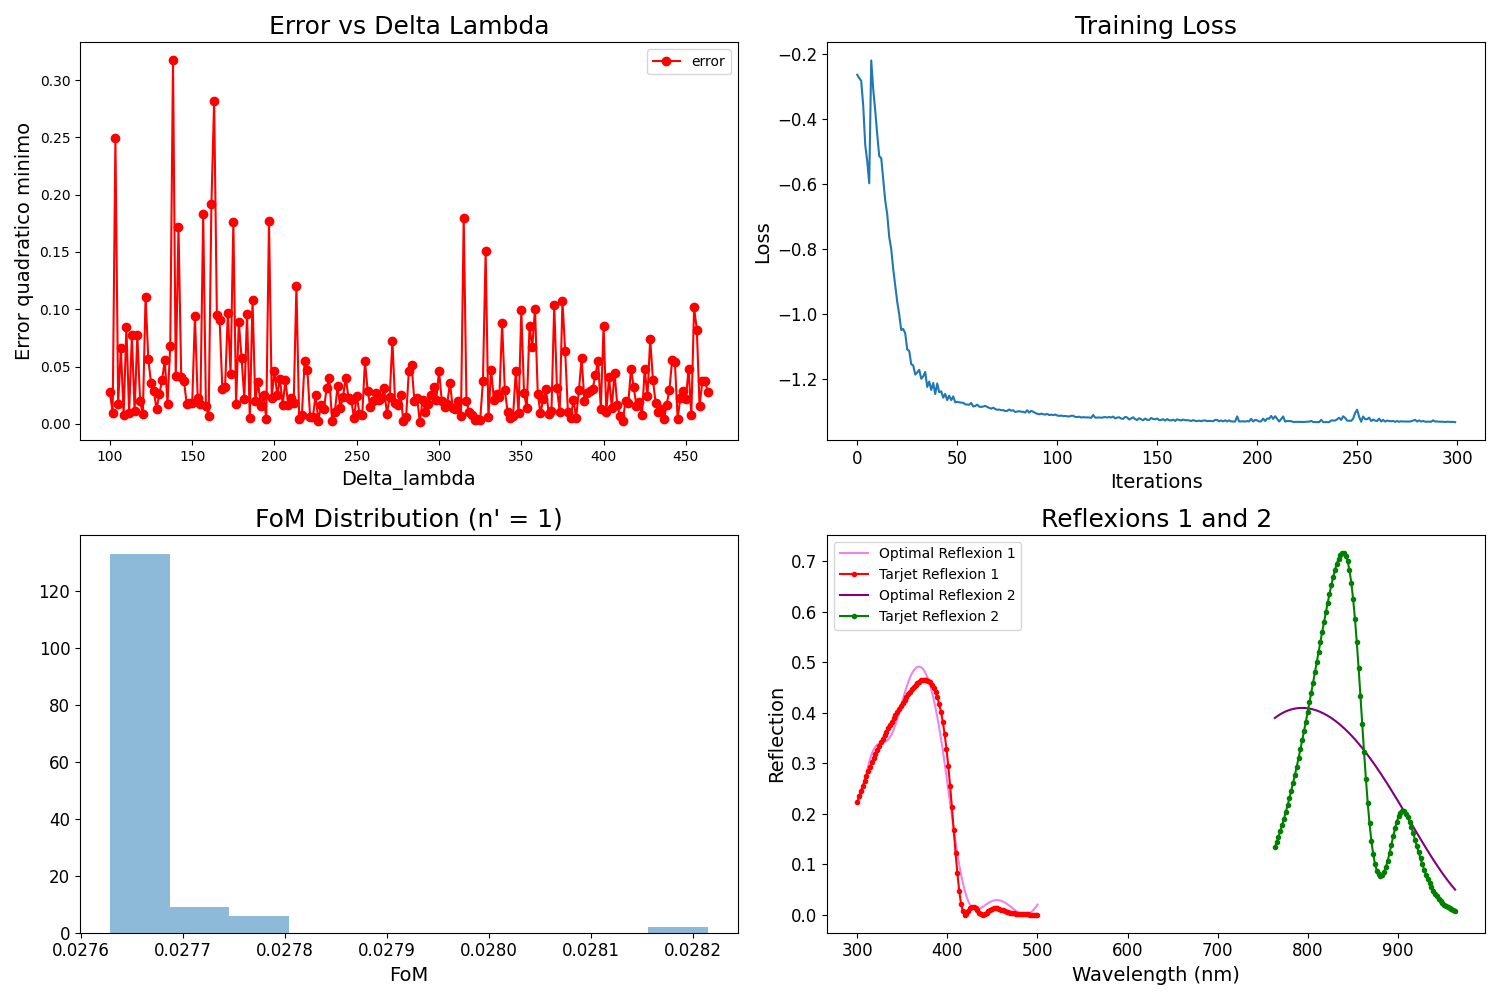 Error vs Delta Lambda
Error quadratico minimo
0.30
0.25
0.20
0.15
0.10
0.05
0.00
error
100 150 200 250 300 350 400 450
Delta_lambda
Training Loss
Loss
−0.2
−0.4
−0.6
−0.8
−1.0
−1.2
0 50 100 150 200 250 300
Iterations
FoM Distribution (n' = 1)
120
100
80
60
40
20
0
0.0276 0.0277 0.0278 0.0279 0.0280 0.0281 0.0282
FoM
Reflexions 1 and 2
Reflection
0.7
0.6
0.5
0.4
0.3
0.2
0.1
0.0
Optimal Reflexion 1
Tarjet Reflexion 1
Optimal Reflexion 2
Tarjet Reflexion 2
300 400 500 600 700 800 900
Wavelength (nm)